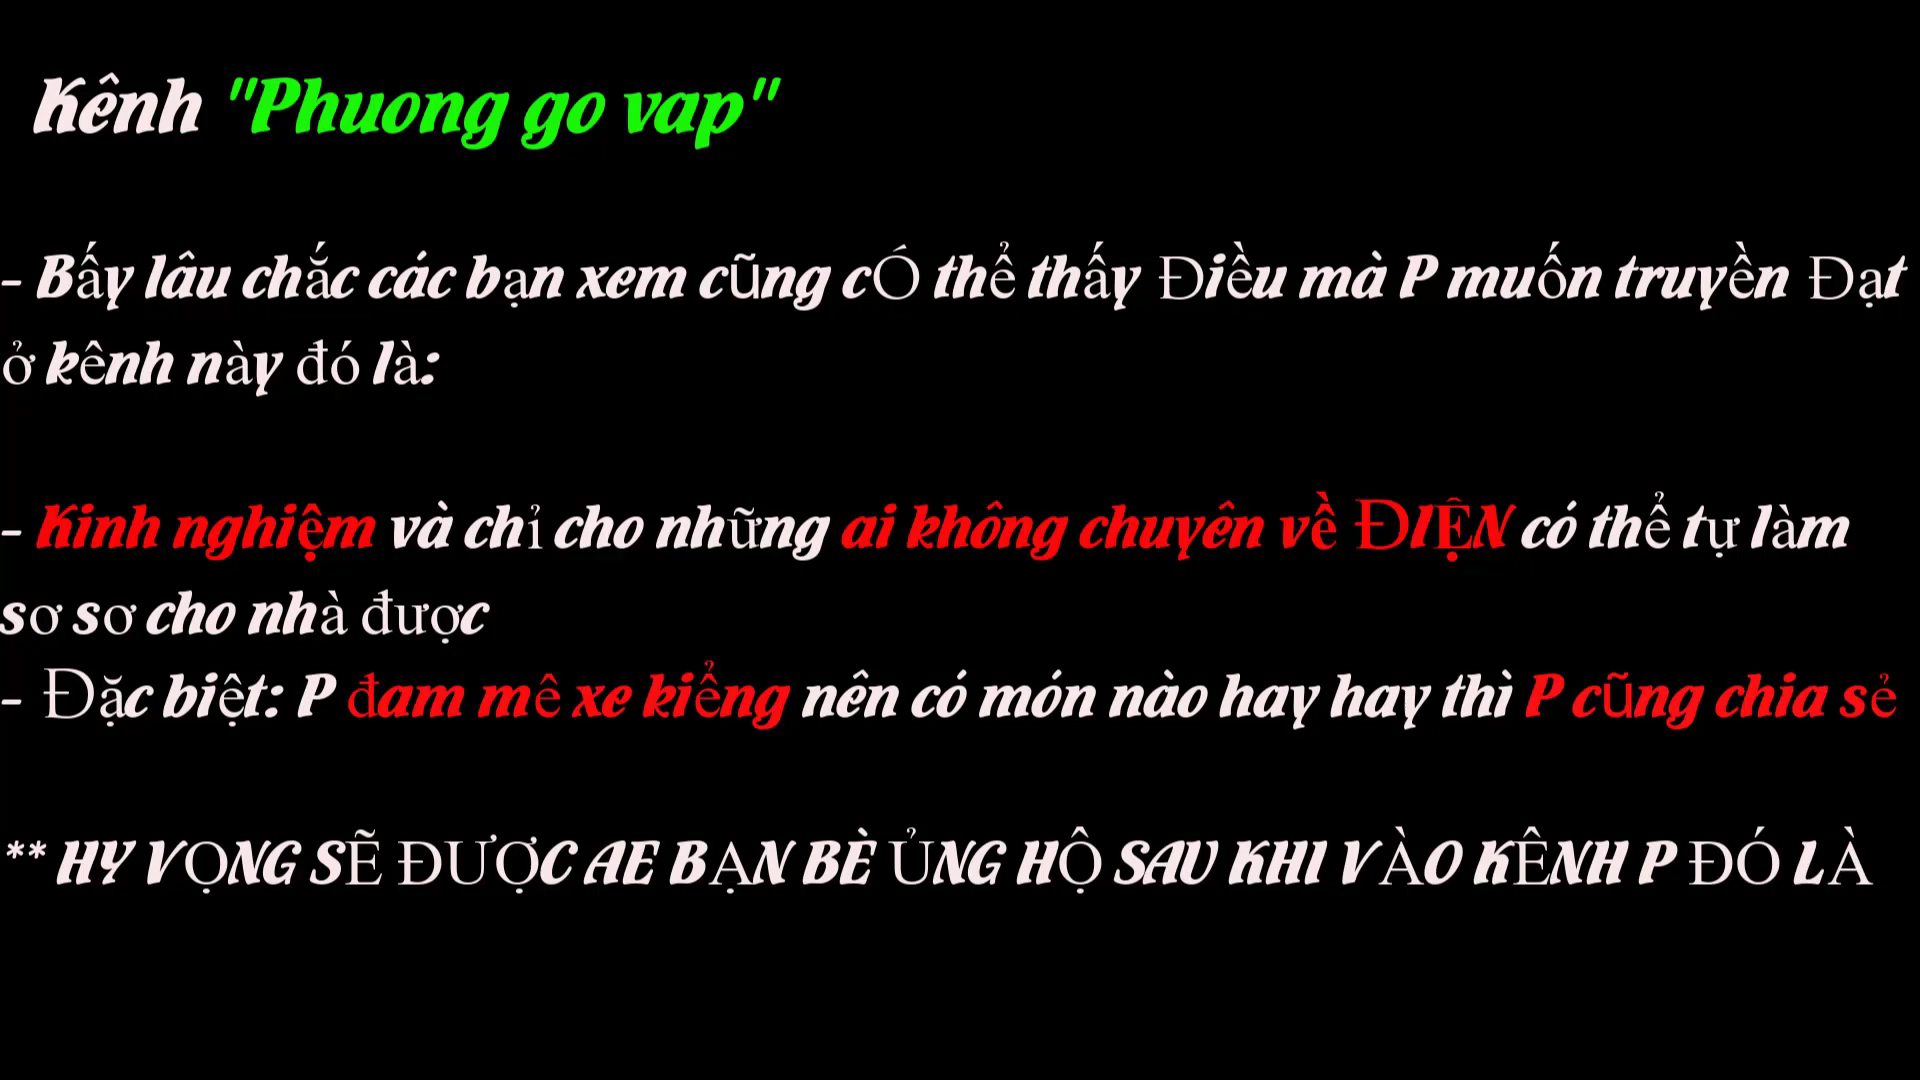 Kênh "Phuong go vap"
- Bấy lâu chắc các bạn xem cũng cÓ thể thấy Điều mà P muốn truyền Đạt
ở kênh này đó là:
- Kinh nghiệm và chỉ cho những ai không chuyên về ĐIỆN có thể tự làm
sơ sơ cho nhà được
- Đặc biệt: P đam mê xe kiểng nên có món nào hay hay thì P cũng chia sẻ
** HY VỌNG SẼ ĐƯỢC AE BẠN BÈ ỦNG HỘ SAU KHI VÀO KÊNH P ĐÓ LÀ